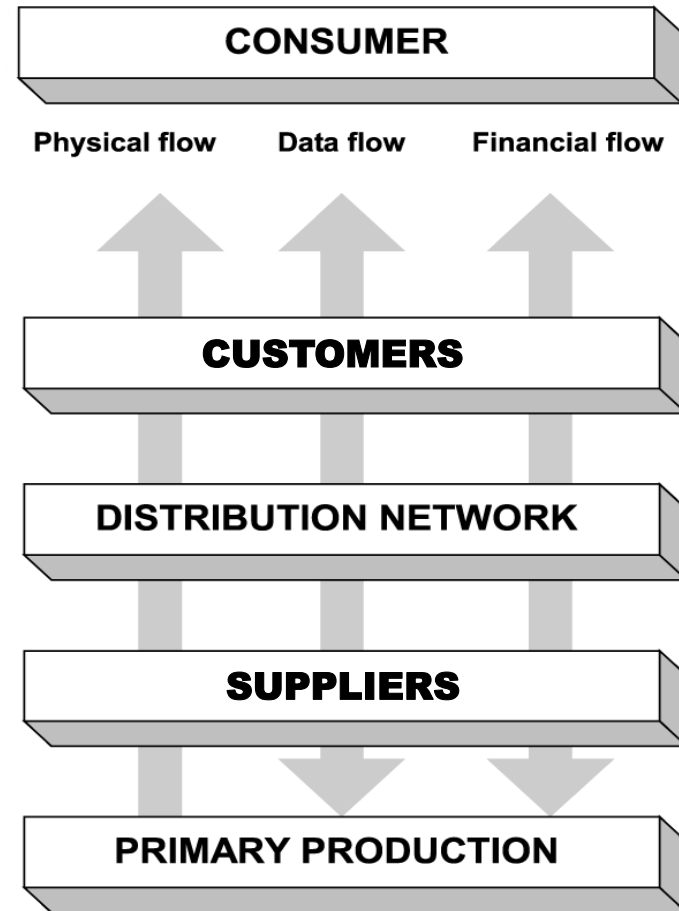 CONSUMER
Physical flow Data flow Financial flow
CUSTOMERS
DISTRIBUTION NETWORK
SUPPLIERS
PRIMARY PRODUCTION